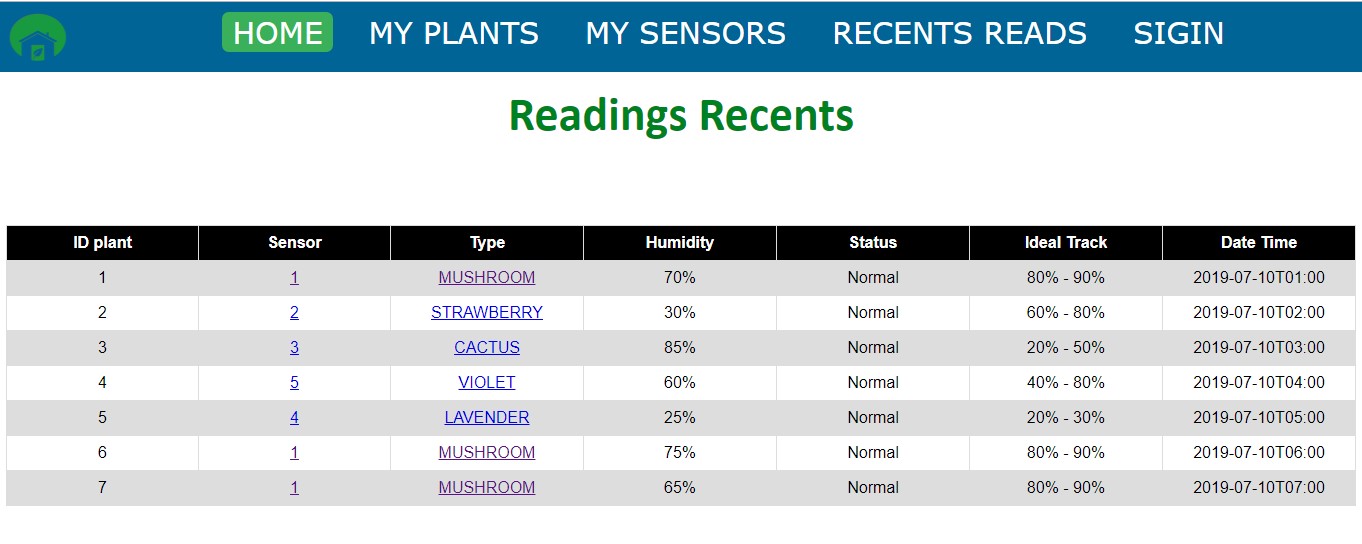 HOME MY PLANTS MY SENSORS RECENTS READS SIGIN
Readings Recents
ID plant Sensor Type Humidity Status Ideal Track Date Time
1 1 MUSHROOM 70% Normal 80% - 90% 2019-07-10T01:00
2 2 STRAWBERRY 30% Normal 60% - 80% 2019-07-10T02:00
3 3 CACTUS 85% Normal 20% - 50% 2019-07-10T03:00
4 5 VIOLET 60% Normal 40% - 80% 2019-07-10T04:00
5 4 LAVENDER 25% Normal 20% - 30% 2019-07-10T05:00
6 1 MUSHROOM 75% Normal 80% - 90% 2019-07-10T06:00
7 1 MUSHROOM 65% Normal 80% - 90% 2019-07-10T07:00